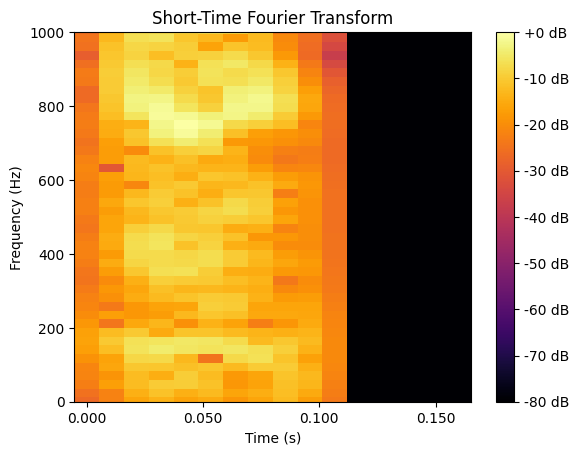 Short-Time Fourier Transform
Frequency (Hz)
1000
800
600
400
200
0
0.000
0.050
0.100
0.150
Time (s)
+0 dB
-10 dB
-20 dB
-30 dB
-40 dB
-50 dB
-60 dB
-70 dB
-80 dB